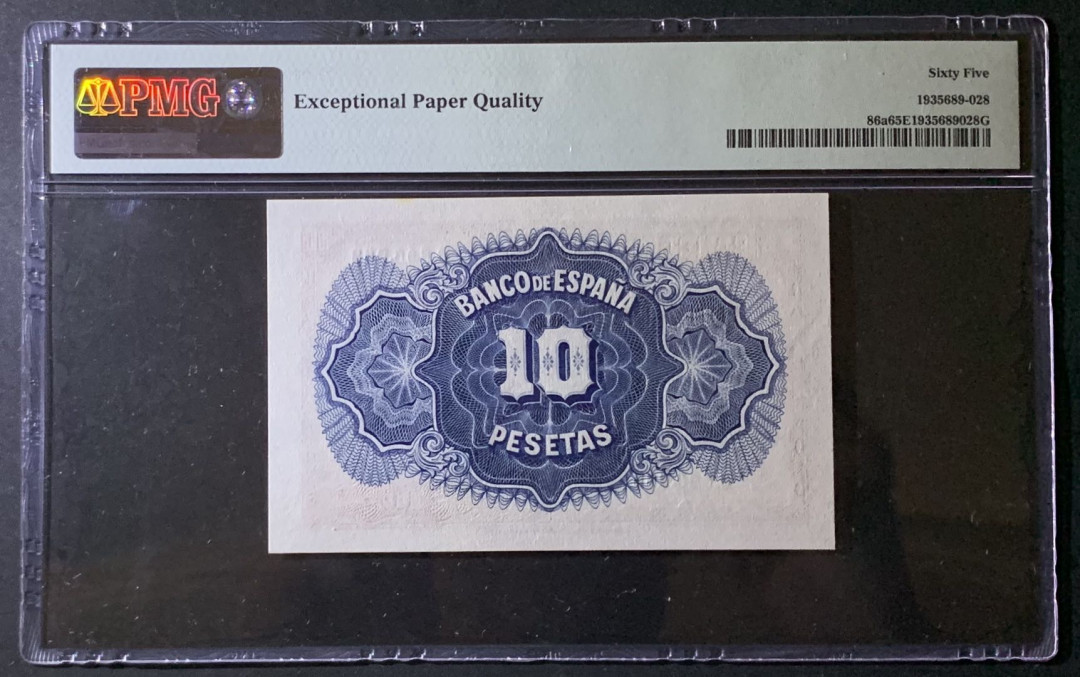 PMG
Exceptional Paper Quality
Sixty Five
1935689-028
86a65E1935689028G
BANCO DE ESPAÑA
10
PESETAS